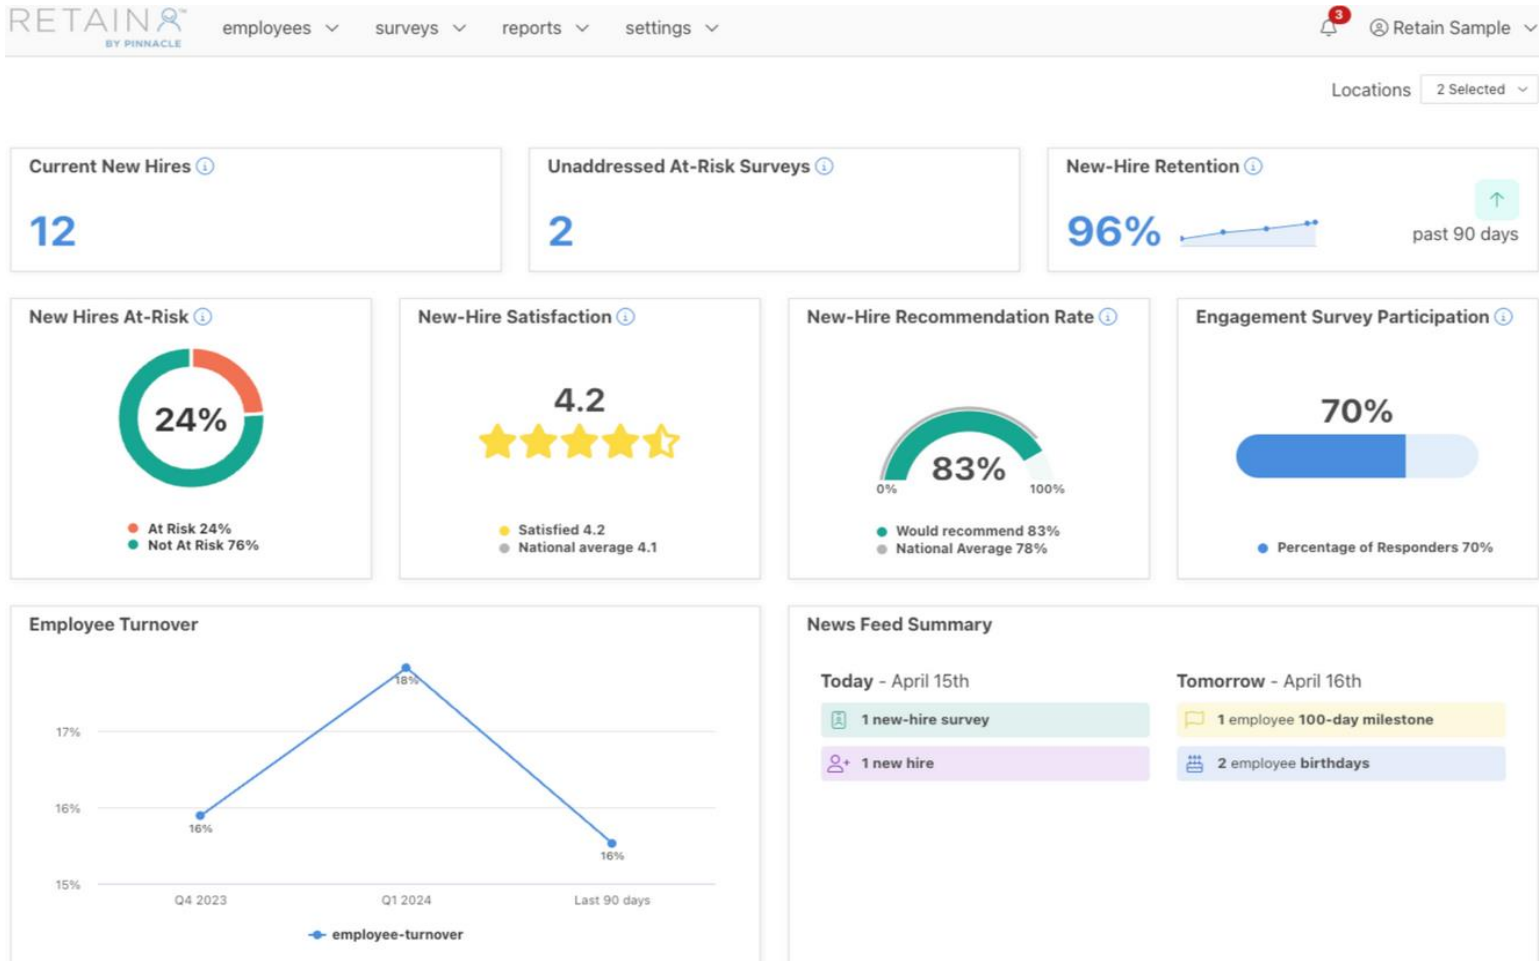 RETAIN™
BY PINNACLE
employees
surveys
reports
settings
3
Retain Sample
Locations
2 Selected
Current New Hires
12
Unaddressed At-Risk Surveys
2
New-Hire Retention
96%
past 90 days
New Hires At-Risk
24%
At Risk 24%
Not At Risk 76%
New-Hire Satisfaction
4.2
Satisfied 4.2
National average 4.1
New-Hire Recommendation Rate
83%
0%
100%
Would recommend 83%
National Average 78%
Engagement Survey Participation
70%
Percentage of Responders 70%
Employee Turnover
18%
17%
16%
16%
16%
15%
Q4 2023
Q1 2024
Last 90 days
employee-turnover
News Feed Summary
Today - April 15th
1 new-hire survey
1 new hire
Tomorrow - April 16th
1 employee 100-day milestone
2 employee birthdays